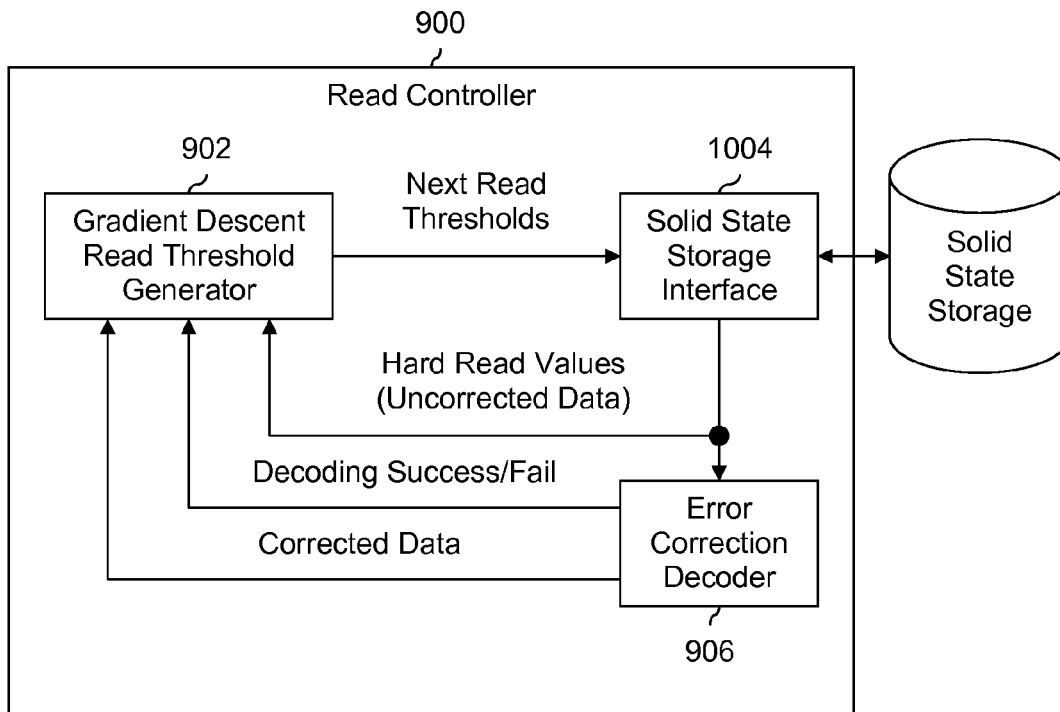 900
Read Controller
902
Gradient Descent
Read Threshold
Generator
Next Read
Thresholds
1004
Solid State
Storage
Interface
Solid
State
Storage
Hard Read Values
(Uncorrected Data)
Decoding Success/Fail
Corrected Data
Error
Correction
Decoder
906